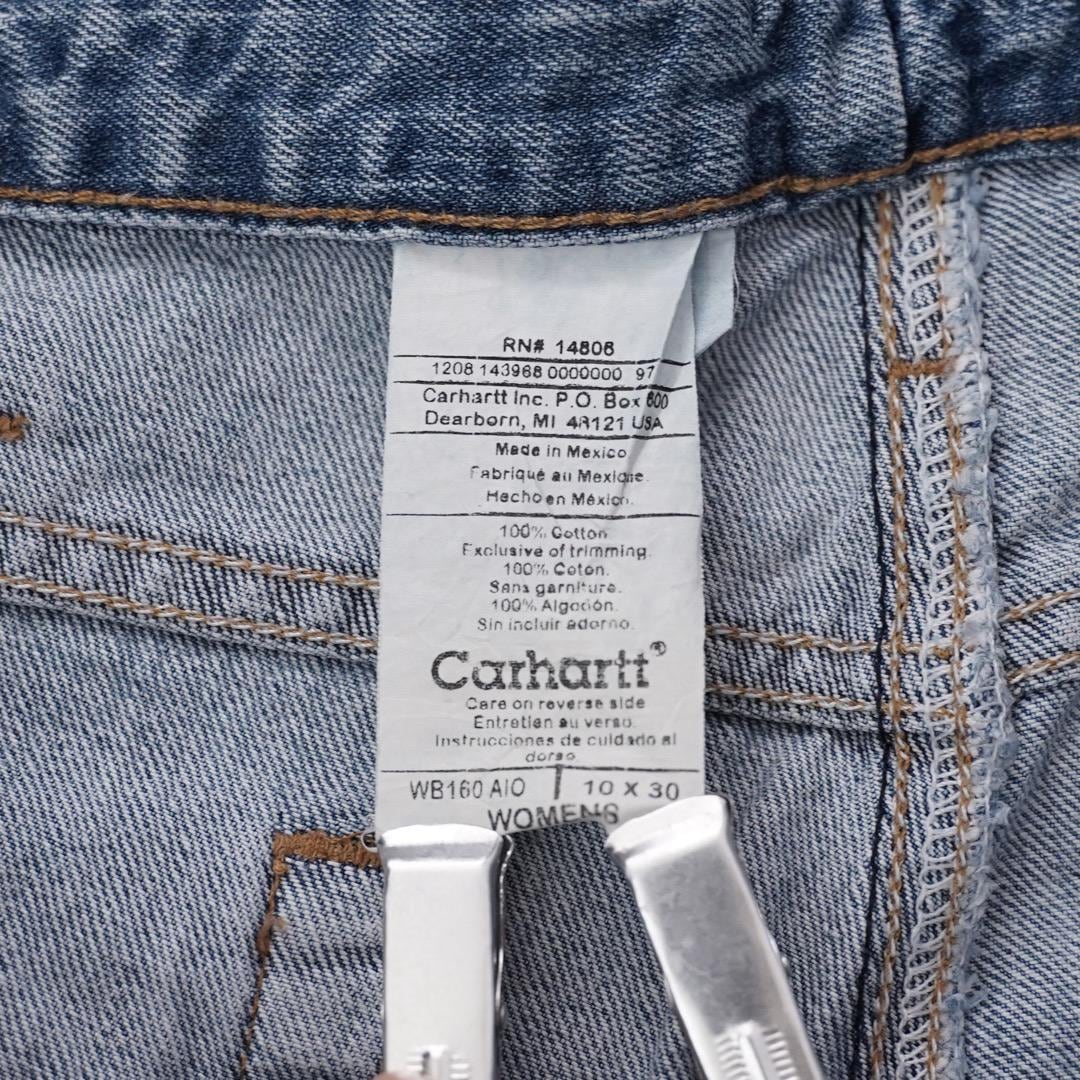 RN# 14806
1208 143968 0000000 97
Carhartt Inc. P.O. Box 600
Dearborn, MI 48121 USA
Made in Mexico
Fabriqué au Mexique.
Hecho en México.
100% Cotton
Exclusive of trimming.
100% Coton.
Sans garniture.
100% Algodón.
Sin incluir adorno.
Carhartt®
Care on reverse side
Entretien au verso.
Instrucciones de cuidado al
dorso.
WB160 AIO | 10 X 30
WOMENS